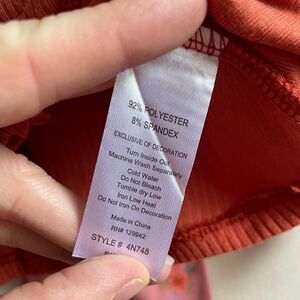 92% POLYESTER
8% SPANDEX
EXCLUSIVE OF DECORATION
Turn Inside Out
Machine Wash Separately
Cold Water
Do Not Bleach
Tumble dry Low
Iron Low Heat
Do Not Iron On Decoration
Made in China
RN# 129942
STYLE # 4N748